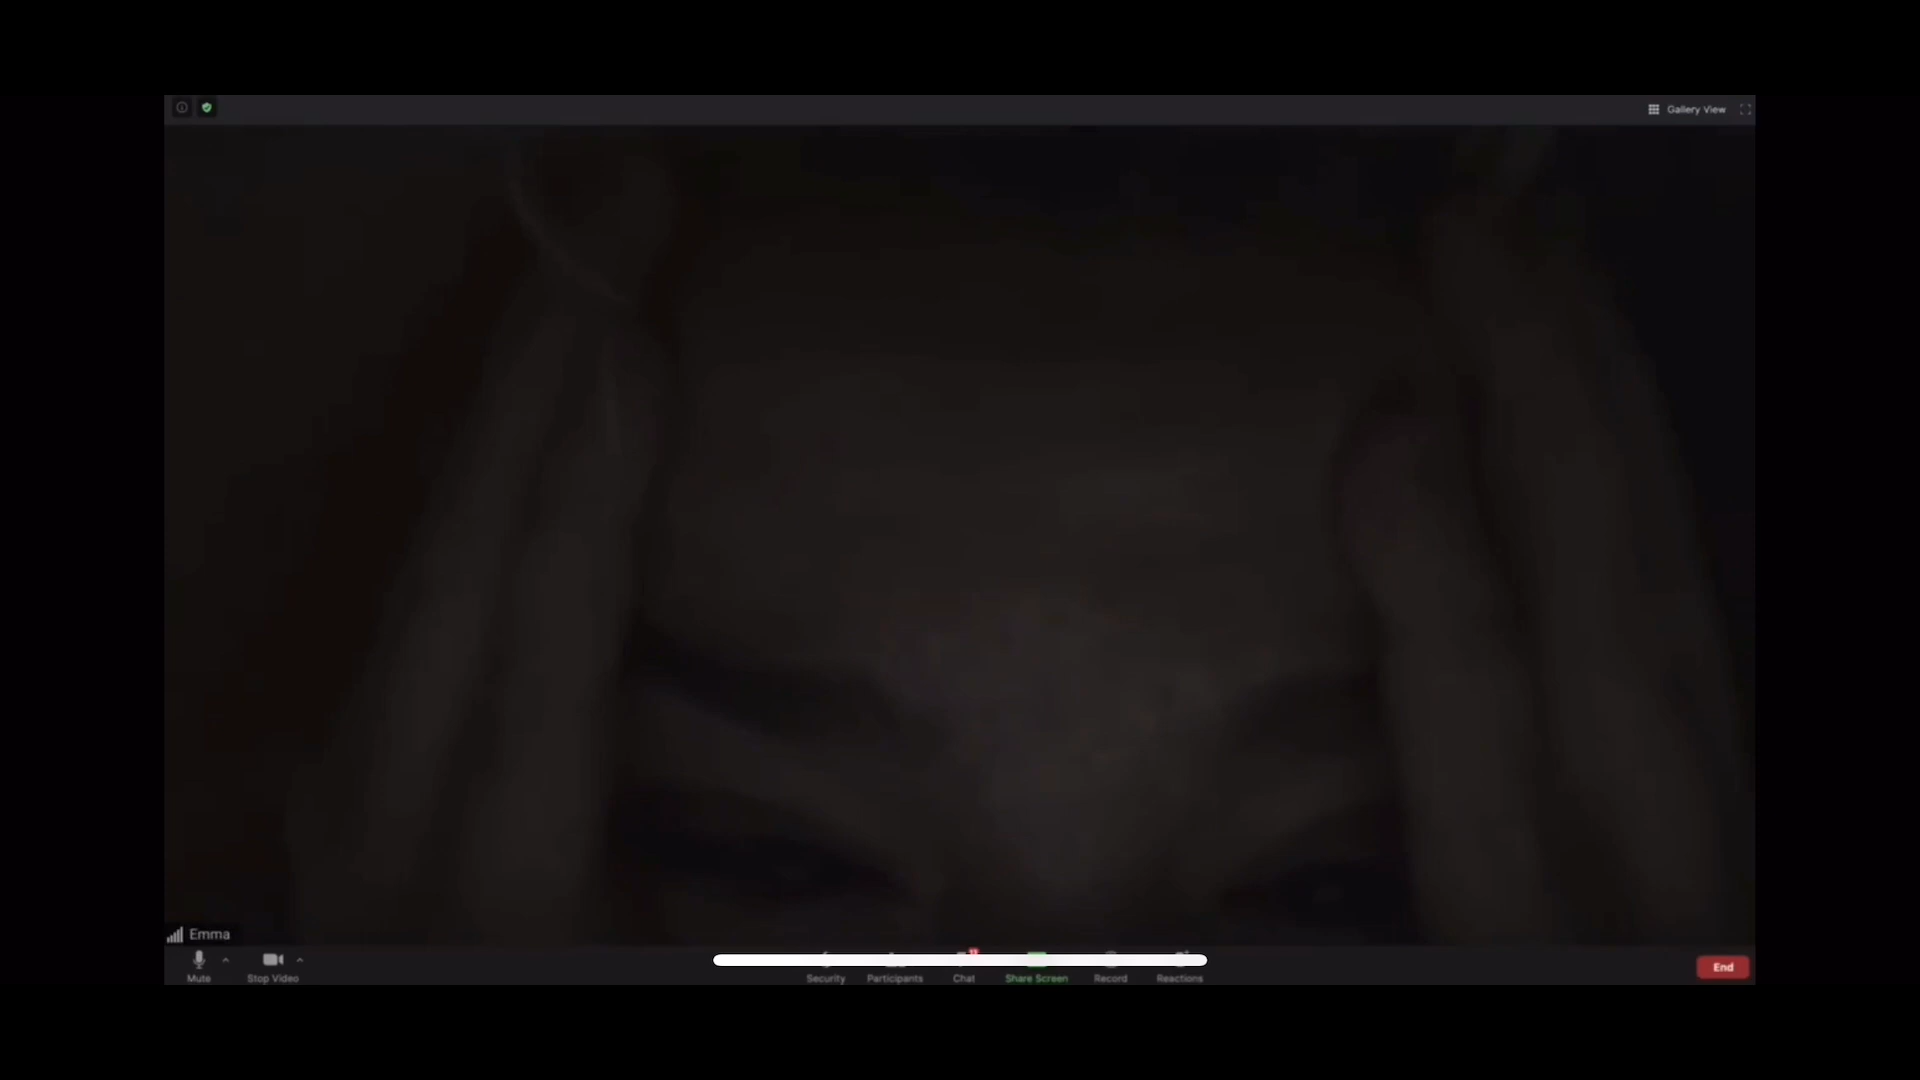 Gallery View
Emma
Mute
Stop Video
Security
Participants
Chat
Share Screen
Record
Reactions
End